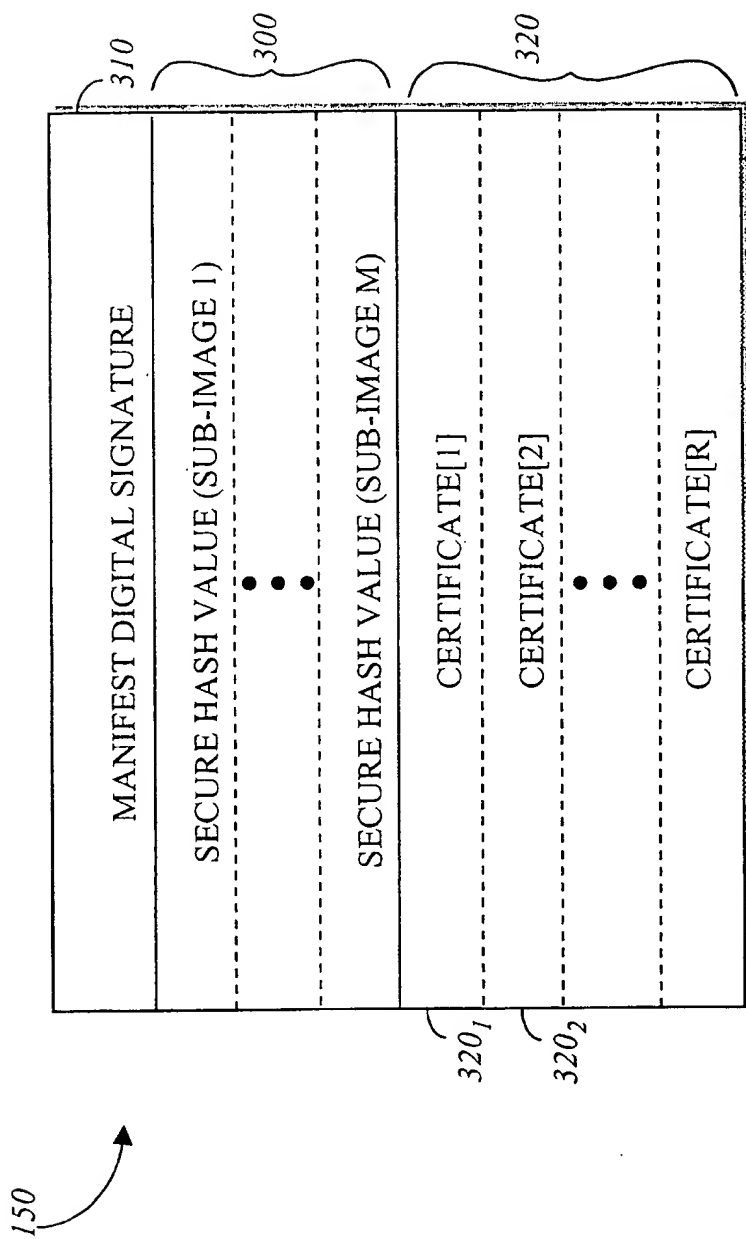 150
MANIFEST DIGITAL SIGNATURE
310
SECURE HASH VALUE (SUB-IMAGE 1)
300
SECURE HASH VALUE (SUB-IMAGE M)
CERTIFICATE[1]
320₁
CERTIFICATE[2]
320₂
320
CERTIFICATE[R]